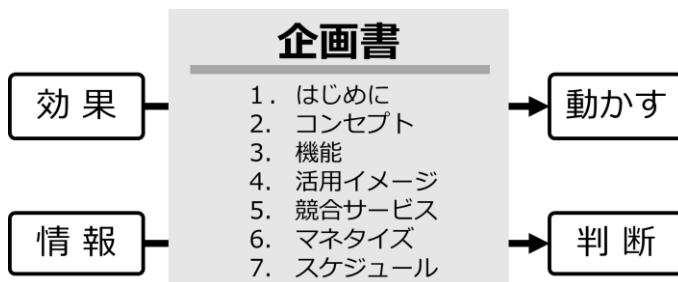 企画書
効果
1. はじめに
動かす
2. コンセプト
3. 機能
4. 活用イメージ
5. 競合サービス
情報
6. マネタイズ
判断
7. スケジュール